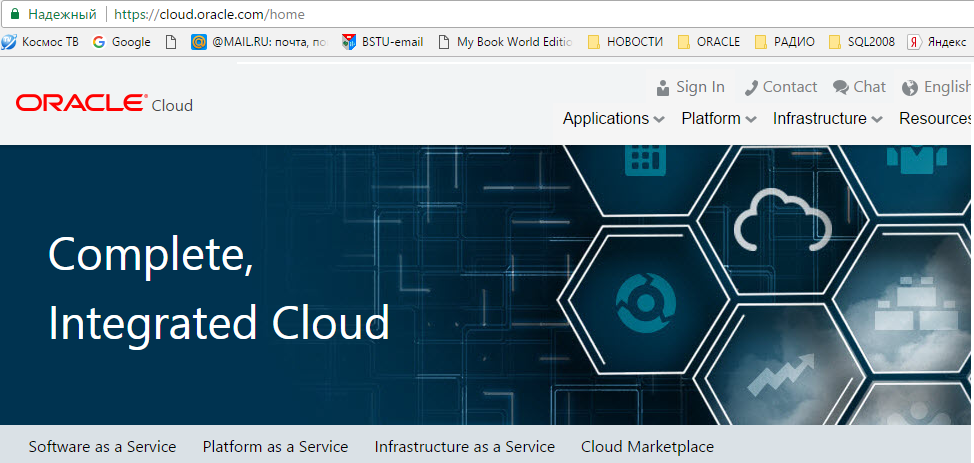 Надежный https://cloud.oracle.com/home
Космос ТВ Google @MAIL.RU: почта, по BSTU-email My Book World Editio НОВОСТИ ORACLE РАДИО SQL2008 Яндекс
Sign In Contact Chat English
ORACLE Cloud
Applications Platform Infrastructure Resources
Complete,
Integrated Cloud
Software as a Service Platform as a Service Infrastructure as a Service Cloud Marketplace